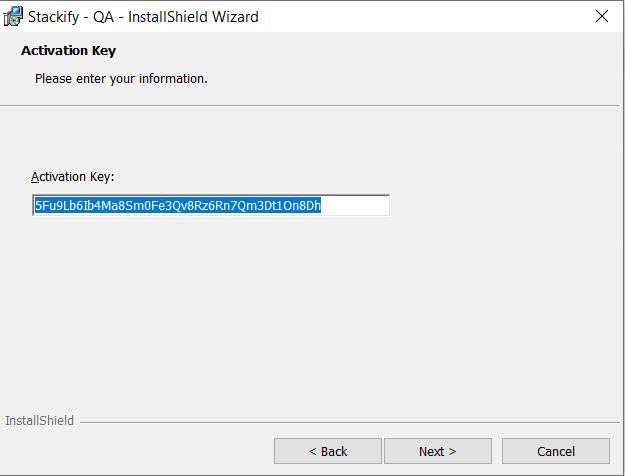 Stackify - QA - InstallShield Wizard
Activation Key
Please enter your information.
Activation Key:
5Fu9Lb6Ib4Ma8Sm0Fe3Qv8Rz6Rn7Qm3Dt1On8Dh
InstallShield
< Back Next > Cancel